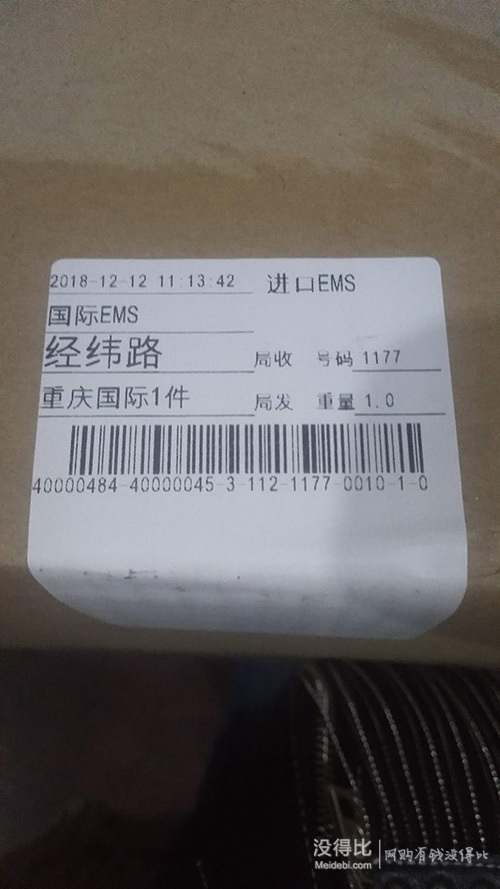 2018-12-12 11:13:42 进口EMS
国际EMS
经纬路 局收 号码 1177
重庆国际1件 局发 重量 1.0
40000484-40000045-3-112-1177-0010-1-0
没得比 网购有钱没得比
Meidebi.com